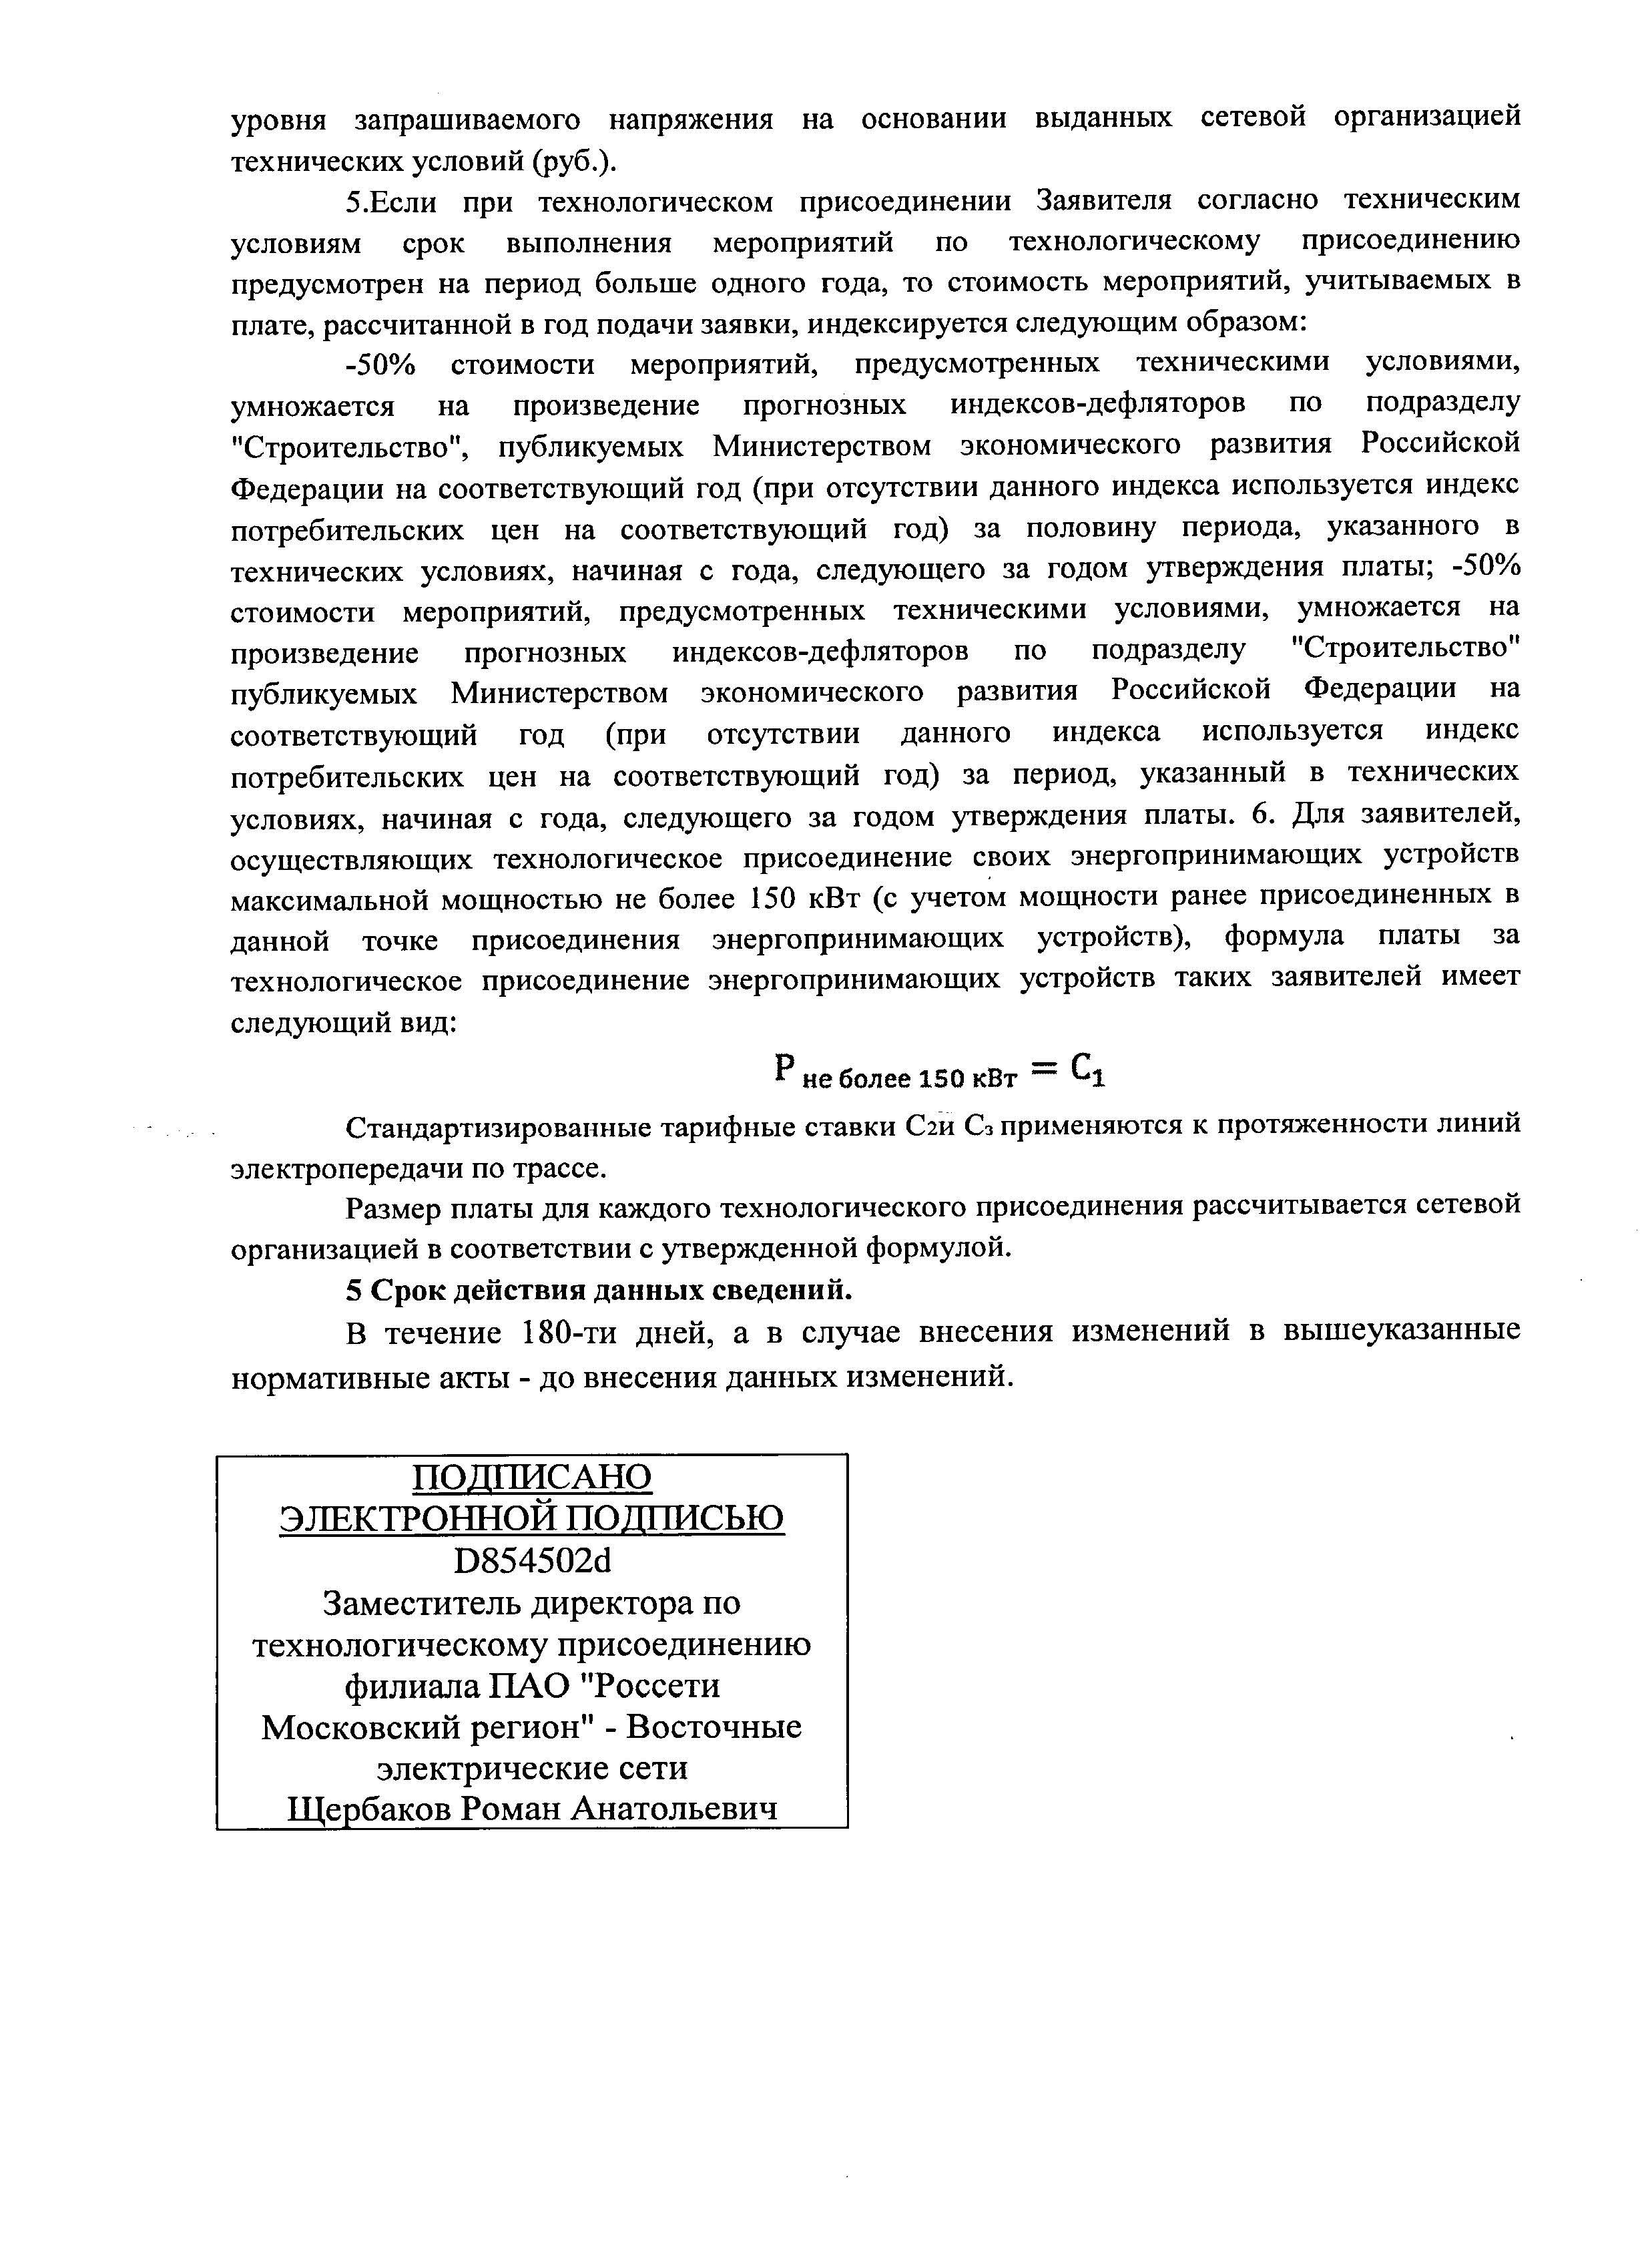 уровня запрашиваемого напряжения на основании выданных сетевой организацией
технических условий (руб.).
5.Если при технологическом присоединении Заявителя согласно техническим
условиям срок выполнения мероприятий по технологическому присоединению
предусмотрен на период больше одного года, то стоимость мероприятий, учитываемых в
плате, рассчитанной в год подачи заявки, индексируется следующим образом:
-50% стоимости мероприятий, предусмотренных техническими условиями,
умножается на произведение прогнозных индексов-дефляторов по подразделу
"Строительство", публикуемых Министерством экономического развития Российской
Федерации на соответствующий год (при отсутствии данного индекса используется индекс
потребительских цен на соответствующий год) за половину периода, указанного в
технических условиях, начиная с года, следующего за годом утверждения платы; -50%
стоимости мероприятий, предусмотренных техническими условиями, умножается на
произведение прогнозных индексов-дефляторов по подразделу "Строительство"
публикуемых Министерством экономического развития Российской Федерации на
соответствующий год (при отсутствии данного индекса используется индекс
потребительских цен на соответствующий год) за период, указанный в технических
условиях, начиная с года, следующего за годом утверждения платы. 6. Для заявителей,
осуществляющих технологическое присоединение своих энергопринимающих устройств
максимальной мощностью не более 150 кВт (с учетом мощности ранее присоединенных в
данной точке присоединения энергопринимающих устройств), формула платы за
технологическое присоединение энергопринимающих устройств таких заявителей имеет
следующий вид:
P не более 150 кВт = C1
Стандартизированные тарифные ставки С2и С3 применяются к протяженности линий
электропередачи по трассе.
Размер платы для каждого технологического присоединения рассчитывается сетевой
организацией в соответствии с утвержденной формулой.
5 Срок действия данных сведений.
В течение 180-ти дней, а в случае внесения изменений в вышеуказанные
нормативные акты - до внесения данных изменений.
ПОДПИСАНО
ЭЛЕКТРОННОЙ ПОДПИСЬЮ
D854502d
Заместитель директора по
технологическому присоединению
филиала ПАО "Россети
Московский регион" - Восточные
электрические сети
Щербаков Роман Анатольевич